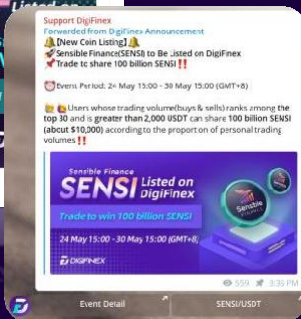 Support DigiFinex
Forwarded from DigiFinex Announcement
🔔【New Coin Listing】🔔
🚀Sensible Finance(SENSI) to Be Listed on DigiFinex
📌Trade to share 100 billion SENSI‼️
⏰Event Period: 24 May 15:00 - 30 May 15:00 (GMT+8)
Users whose trading volume(buys & sells) ranks among the
top 30 and is greater than 2,000 USDT can share 100 billion SENSI
(about $10,000) according to the proportion of personal trading
volumes‼️
Sensible Finance
SENSI Listed on
DigiFinex
Trade to win 100 billion SENSI
24 May 15:00 - 30 May 15:00 (GMT+8)
DIGIFINEX
Sensible
559 3:35 PM
Event Detail
SENSI/USDT